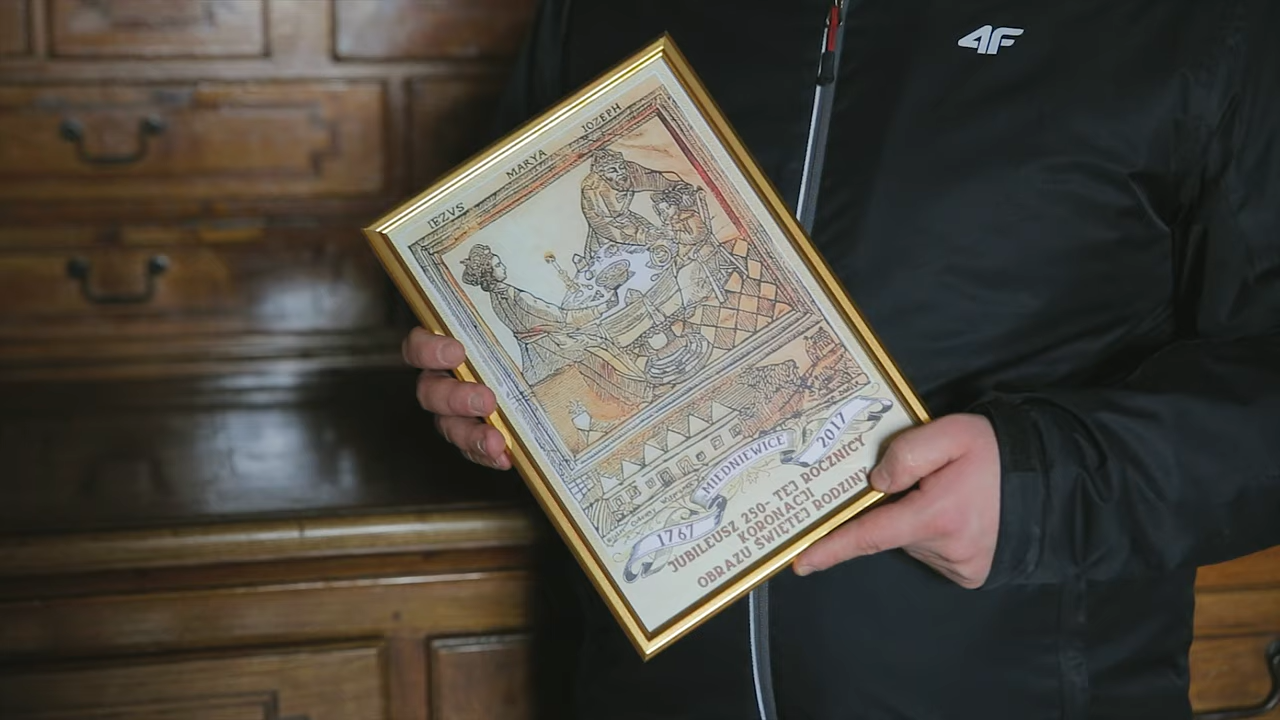 4F
IEZVS MARYA IOZEPH
1767 MIEDNIEWICE 2017
JUBILEUSZ 250- TEJ ROCZNICY
KORONACJI
OBRAZU ŚWIĘTEJ RODZINY